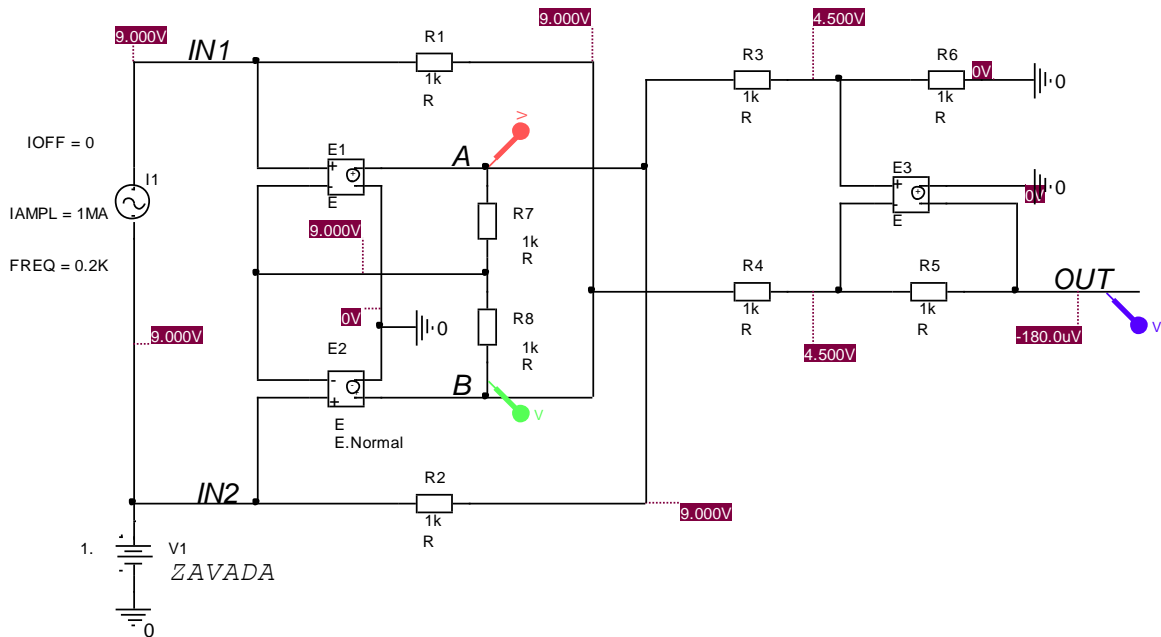 9.000V
IN1
R1
1k
R
9.000V
4.500V
R3
1k
R
R6
1k
R
0V
0
IOFF = 0
I1
IAMPL = 1MA
FREQ = 0.2K
9.000V
E1
+
-
+
E
A
V
R7
1k
R
9.000V
0V
0
R8
1k
R
E2
-
+
-
+
E
E.Normal
B
V
E3
+
-
+
E
0
0V
R4
1k
R
4.500V
R5
1k
R
OUT
-180.0uV
V
IN2
R2
1k
R
9.000V
1.
V1
ZAVADA
0